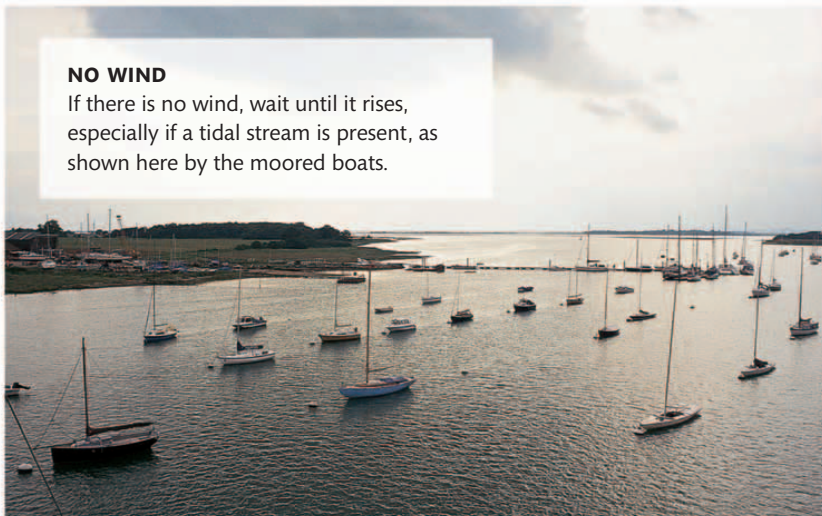 NO WIND
If there is no wind, wait until it rises,
especially if a tidal stream is present, as
shown here by the moored boats.